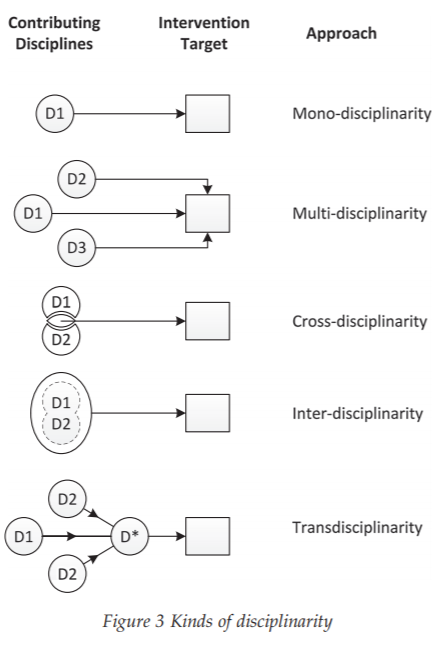 Contributing Disciplines
Intervention Target
Approach
D1
Mono-disciplinarity
D2
D1
D3
Multi-disciplinarity
D1
D2
Cross-disciplinarity
D1
D2
Inter-disciplinarity
D2
D1
D*
D2
Transdisciplinarity
Figure 3 Kinds of disciplinarity